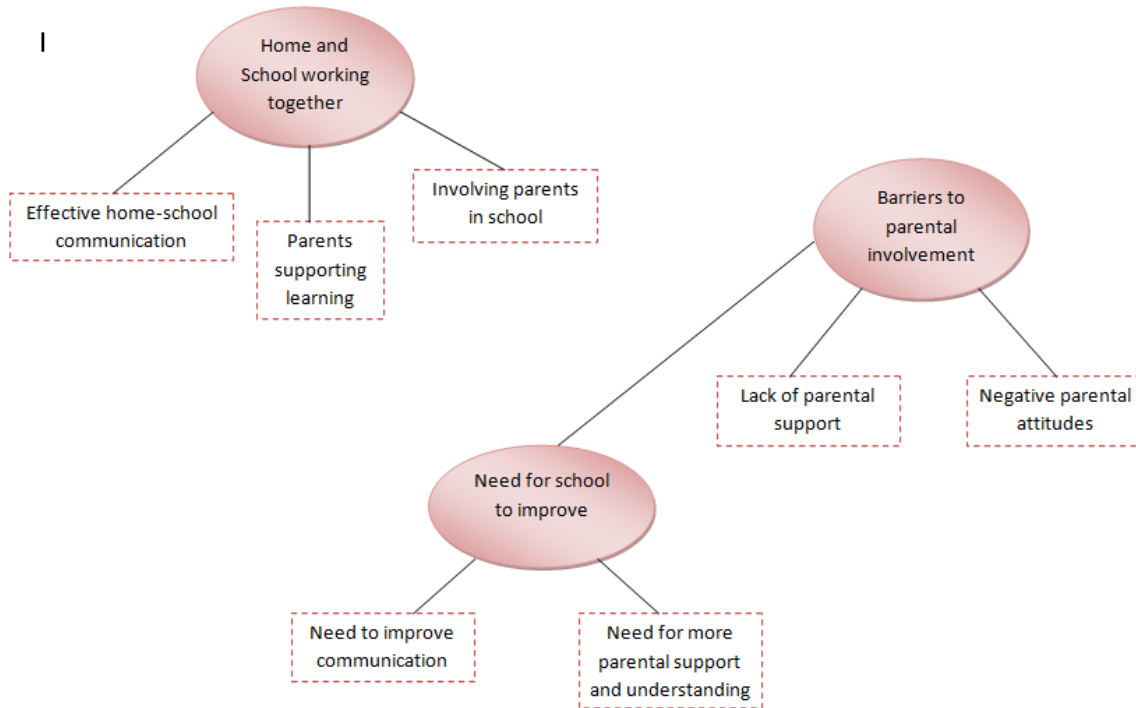 I
Home and
School working
together
Effective home-school
communication
Parents
supporting
learning
Involving parents
in school
Barriers to
parental
involvement
Lack of parental
support
Negative parental
attitudes
Need for school
to improve
Need to improve
communication
Need for more
parental support
and understanding